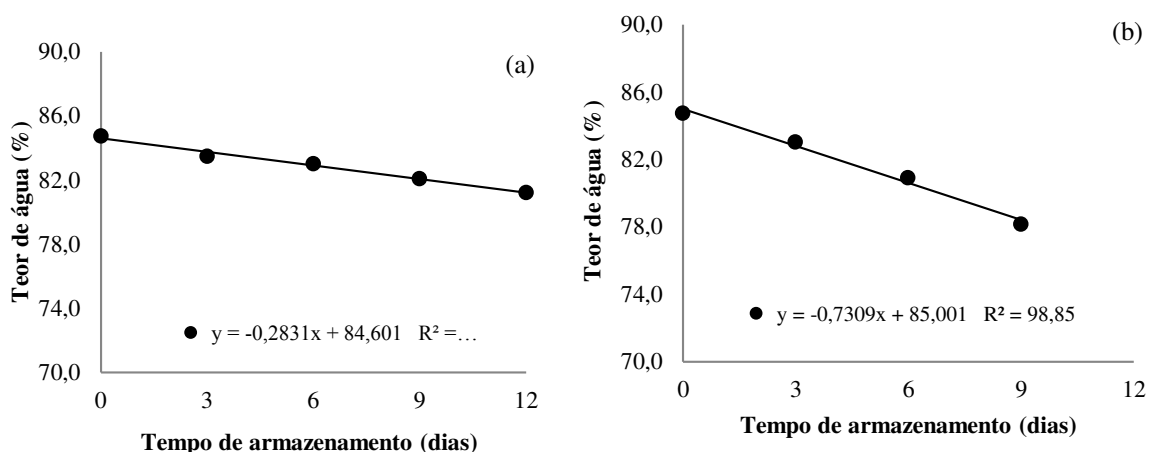 90,0
86,0
82,0
78,0
74,0
70,0
Teor de água (%)
(a)
y = -0,2831x + 84,601 R² =…
0 3 6 9 12
Tempo de armazenamento (dias)
90,0
86,0
82,0
78,0
74,0
70,0
Teor de água (%)
(b)
y = -0,7309x + 85,001 R² = 98,85
0 3 6 9 12
Tempo de armazenamento (dias)